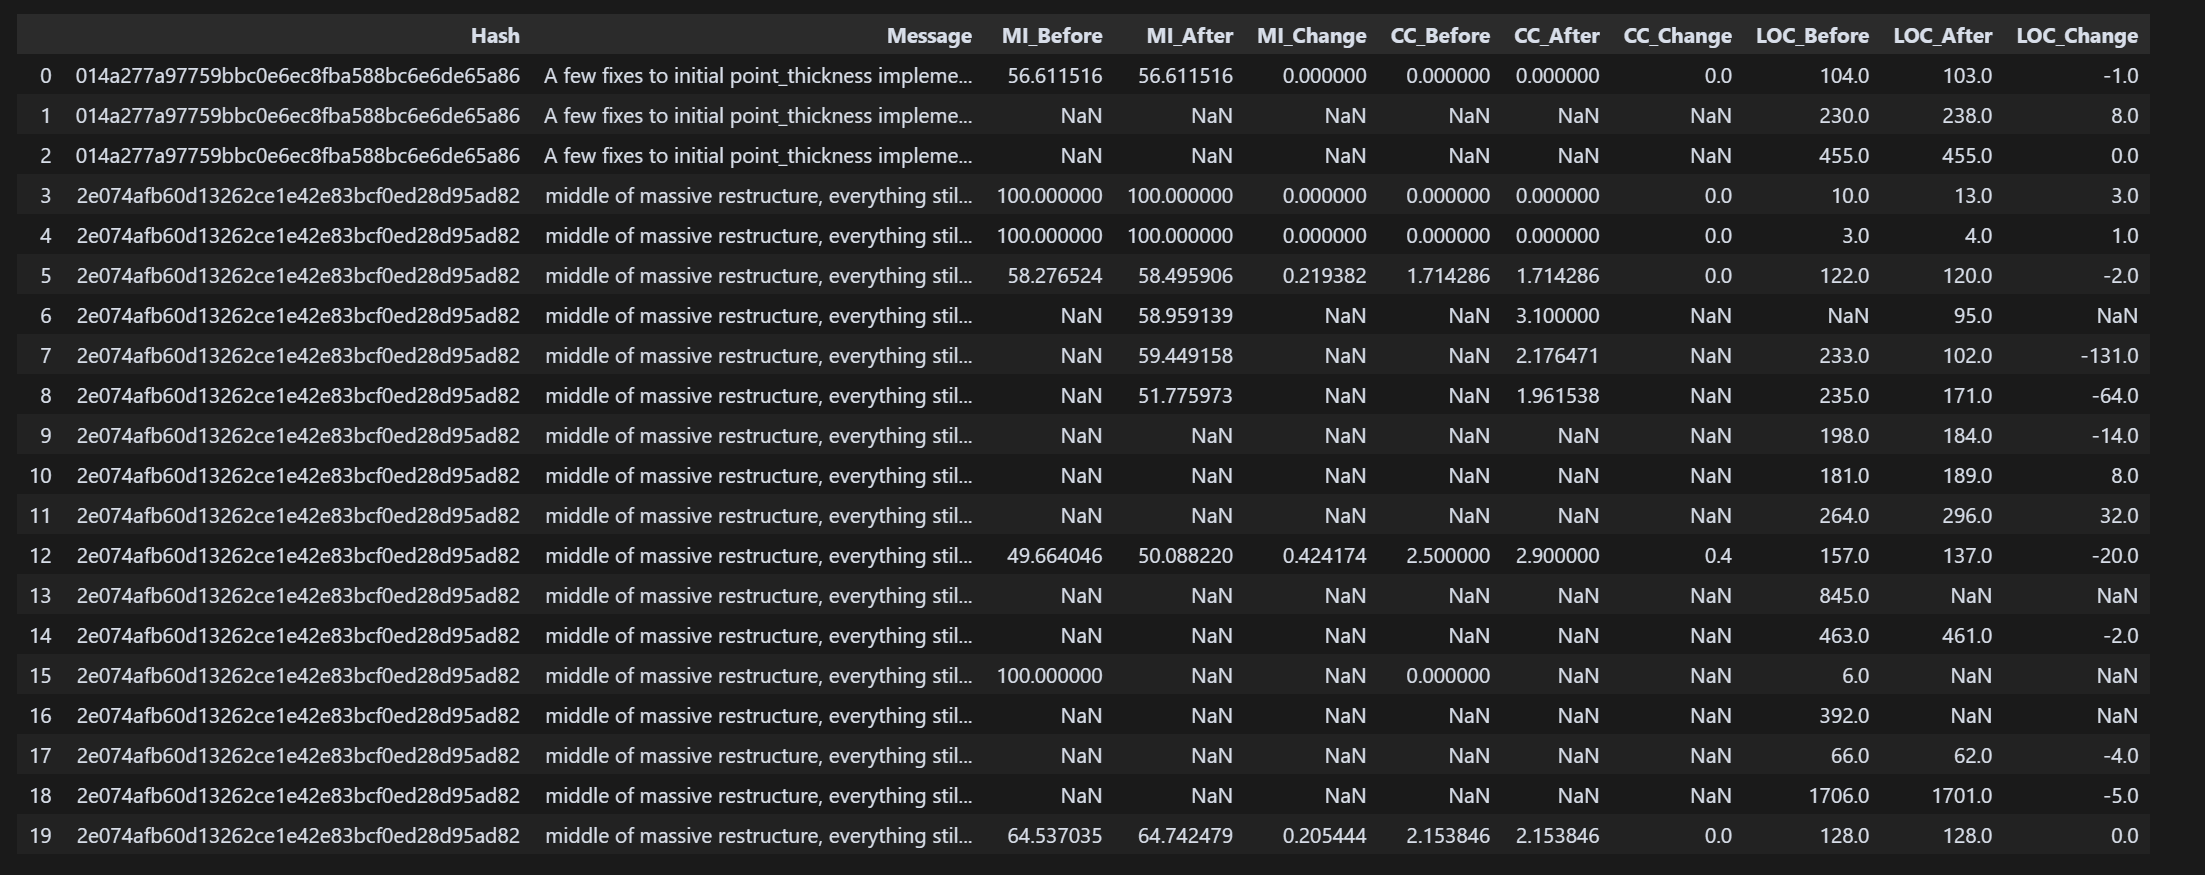 Hash Message MI_Before MI_After MI_Change CC_Before CC_After CC_Change LOC_Before LOC_After LOC_Change
0 014a277a97759bbc0e6ec8fba588bc6e6de65a86 A few fixes to initial point_thickness impleme... 56.611516 56.611516 0.000000 0.000000 0.000000 0.0 104.0 103.0 -1.0
1 014a277a97759bbc0e6ec8fba588bc6e6de65a86 A few fixes to initial point_thickness impleme... NaN NaN NaN NaN NaN NaN 230.0 238.0 8.0
2 014a277a97759bbc0e6ec8fba588bc6e6de65a86 A few fixes to initial point_thickness impleme... NaN NaN NaN NaN NaN NaN 455.0 455.0 0.0
3 2e074afb60d13262ce1e42e83bcf0ed28d95ad82 middle of massive restructure, everything stil... 100.000000 100.000000 0.000000 0.000000 0.000000 0.0 10.0 13.0 3.0
4 2e074afb60d13262ce1e42e83bcf0ed28d95ad82 middle of massive restructure, everything stil... 100.000000 100.000000 0.000000 0.000000 0.000000 0.0 3.0 4.0 1.0
5 2e074afb60d13262ce1e42e83bcf0ed28d95ad82 middle of massive restructure, everything stil... 58.276524 58.495906 0.219382 1.714286 1.714286 0.0 122.0 120.0 -2.0
6 2e074afb60d13262ce1e42e83bcf0ed28d95ad82 middle of massive restructure, everything stil... NaN 58.959139 NaN NaN 3.100000 NaN NaN 95.0 NaN
7 2e074afb60d13262ce1e42e83bcf0ed28d95ad82 middle of massive restructure, everything stil... NaN 59.449158 NaN NaN 2.176471 NaN 233.0 102.0 -131.0
8 2e074afb60d13262ce1e42e83bcf0ed28d95ad82 middle of massive restructure, everything stil... NaN 51.775973 NaN NaN 1.961538 NaN 235.0 171.0 -64.0
9 2e074afb60d13262ce1e42e83bcf0ed28d95ad82 middle of massive restructure, everything stil... NaN NaN NaN NaN NaN NaN 198.0 184.0 -14.0
10 2e074afb60d13262ce1e42e83bcf0ed28d95ad82 middle of massive restructure, everything stil... NaN NaN NaN NaN NaN NaN 181.0 189.0 8.0
11 2e074afb60d13262ce1e42e83bcf0ed28d95ad82 middle of massive restructure, everything stil... NaN NaN NaN NaN NaN NaN 264.0 296.0 32.0
12 2e074afb60d13262ce1e42e83bcf0ed28d95ad82 middle of massive restructure, everything stil... 49.664046 50.088220 0.424174 2.500000 2.900000 0.4 157.0 137.0 -20.0
13 2e074afb60d13262ce1e42e83bcf0ed28d95ad82 middle of massive restructure, everything stil... NaN NaN NaN NaN NaN NaN 845.0 NaN NaN
14 2e074afb60d13262ce1e42e83bcf0ed28d95ad82 middle of massive restructure, everything stil... NaN NaN NaN NaN NaN NaN 463.0 461.0 -2.0
15 2e074afb60d13262ce1e42e83bcf0ed28d95ad82 middle of massive restructure, everything stil... 100.000000 NaN NaN 0.000000 NaN NaN 6.0 NaN NaN
16 2e074afb60d13262ce1e42e83bcf0ed28d95ad82 middle of massive restructure, everything stil... NaN NaN NaN NaN NaN NaN 392.0 NaN NaN
17 2e074afb60d13262ce1e42e83bcf0ed28d95ad82 middle of massive restructure, everything stil... NaN NaN NaN NaN NaN NaN 66.0 62.0 -4.0
18 2e074afb60d13262ce1e42e83bcf0ed28d95ad82 middle of massive restructure, everything stil... NaN NaN NaN NaN NaN NaN 1706.0 1701.0 -5.0
19 2e074afb60d13262ce1e42e83bcf0ed28d95ad82 middle of massive restructure, everything stil... 64.537035 64.742479 0.205444 2.153846 2.153846 0.0 128.0 128.0 0.0